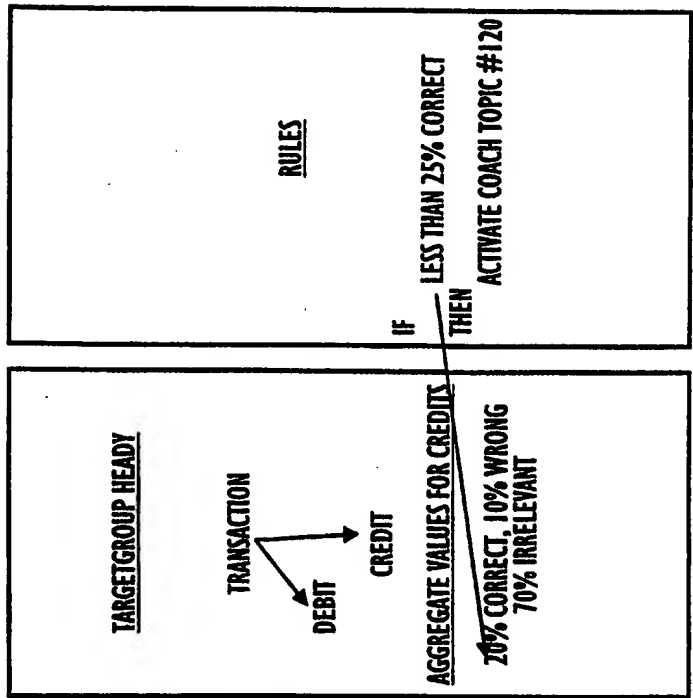 TARGETGROUP HEADY
TRANSACTION
DEBIT
CREDIT
AGGREGATE VALUES FOR CREDITS
20% CORRECT, 10% WRONG
70% IRRELEVANT
RULES
IF
LESS THAN 25% CORRECT
THEN
ACTIVATE COACH TOPIC #120